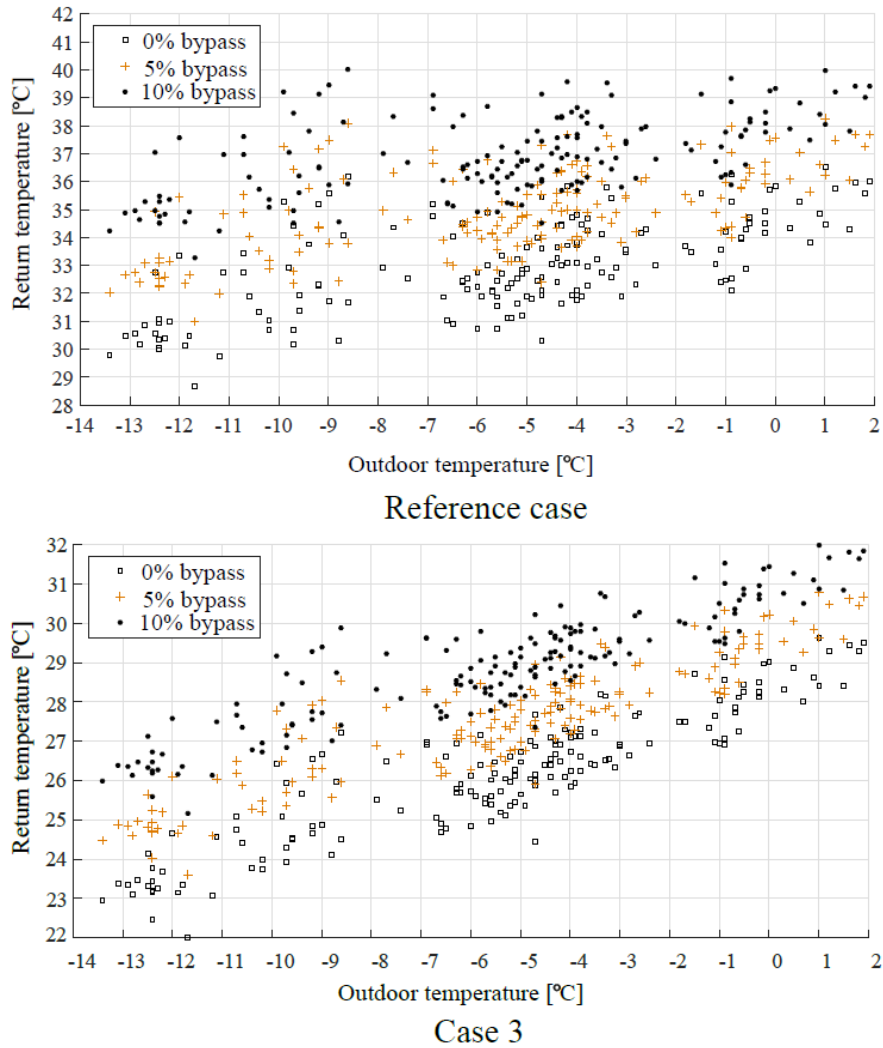 42
41
40
39
38
37
36
35
34
33
32
31
30
29
28
Return temperature [ºC]
0% bypass
5% bypass
10% bypass
-14 -13 -12 -11 -10 -9 -8 -7 -6 -5 -4 -3 -2 -1 0 1 2
Outdoor temperature [ºC]
Reference case
32
31
30
29
28
27
26
25
24
23
22
Return temperature [ºC]
0% bypass
5% bypass
10% bypass
-14 -13 -12 -11 -10 -9 -8 -7 -6 -5 -4 -3 -2 -1 0 1 2
Outdoor temperature [ºC]
Case 3